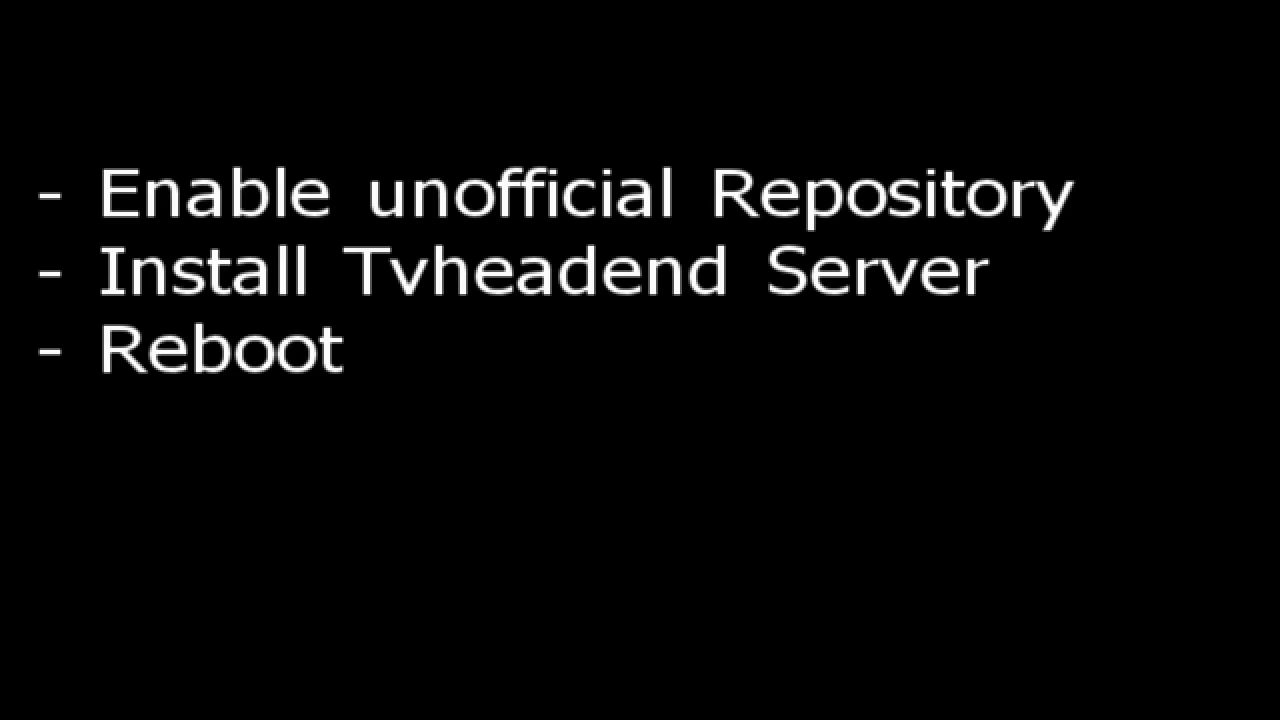 - Enable unofficial Repository
- Install Tvheadend Server
- Reboot